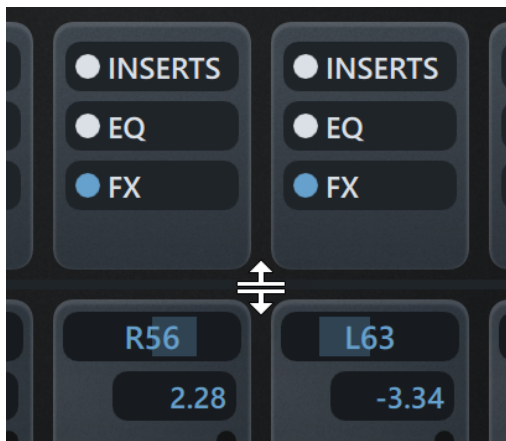 INSERTS INSERTS
EQ EQ
FX FX
R56 L63
2.28 -3.34